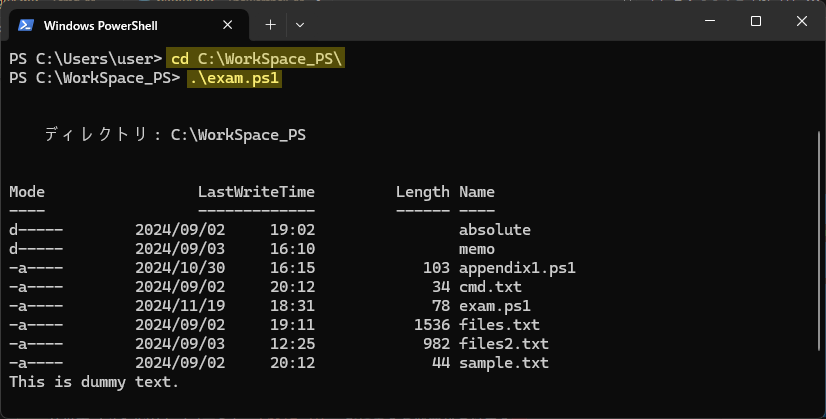 Windows PowerShell
PS C:\Users\user> cd C:\WorkSpace_PS\
PS C:\WorkSpace_PS> .\exam.ps1
ディレクトリ: C:\WorkSpace_PS
Mode                 LastWriteTime         Length Name
----                 -------------         ------ ----
d-----        2024/09/02     19:02                absolute
d-----        2024/09/03     16:10                memo
-a----        2024/10/30     16:15            103 appendix1.ps1
-a----        2024/09/02     20:12             34 cmd.txt
-a----        2024/11/19     18:31             78 exam.ps1
-a----        2024/09/02     19:11           1536 files.txt
-a----        2024/09/03     12:25            982 files2.txt
-a----        2024/09/02     20:12             44 sample.txt
This is dummy text.